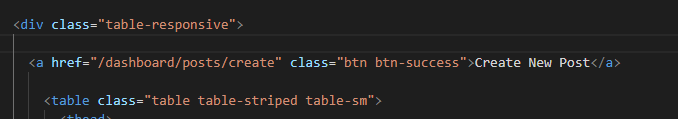 <div class="table-responsive">
<a href="/dashboard/posts/create" class="btn btn-success">Create New Post</a>
<table class="table table-striped table-sm">
<thead>